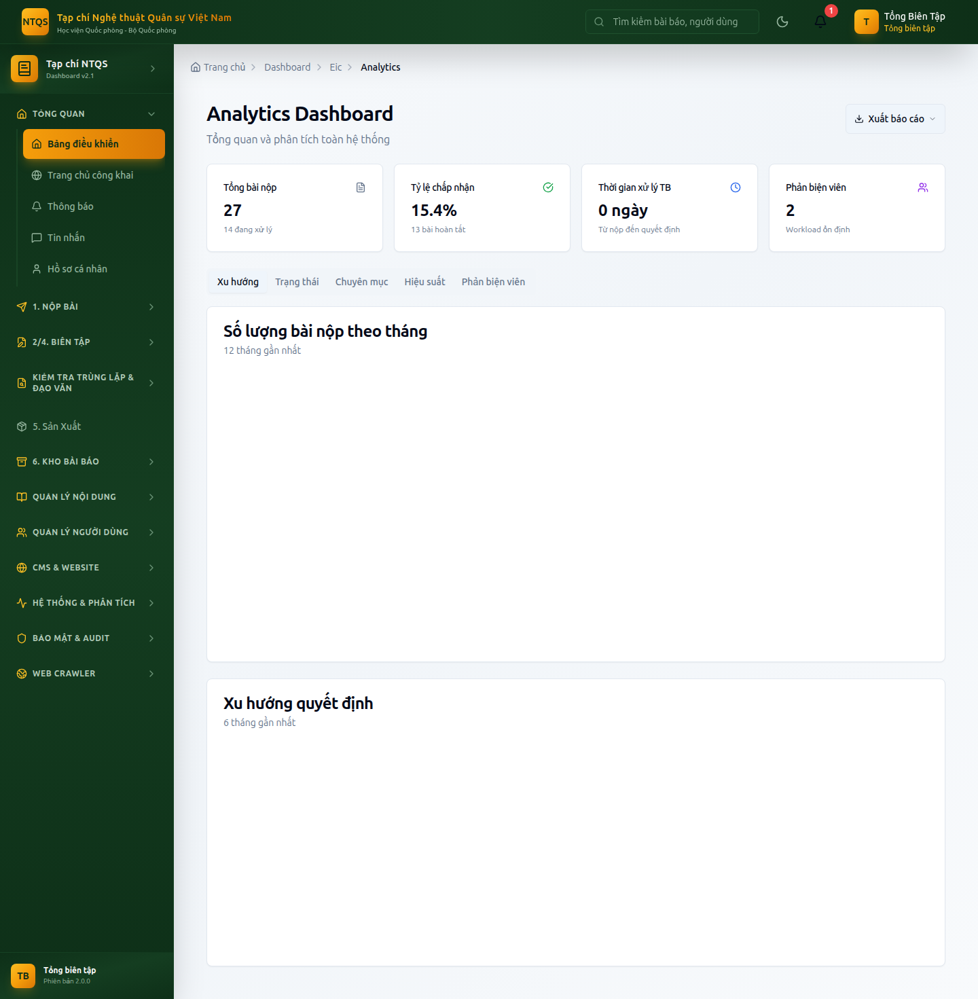 NTQS
Tạp chí Nghệ thuật Quân sự Việt Nam
Học viện Quốc phòng - Bộ Quốc phòng
Tìm kiếm bài báo, người dùng
1
T
Tổng Biên Tập
Tổng biên tập
Tạp chí NTQS
Dashboard v2.1
TỔNG QUAN
Bảng điều khiển
Trang chủ công khai
Thông báo
Tin nhắn
Hồ sơ cá nhân
1. NỘP BÀI
2/4. BIÊN TẬP
KIỂM TRA TRÙNG LẶP &
ĐẠO VĂN
5. Sản Xuất
6. KHO BÀI BÁO
QUẢN LÝ NỘI DUNG
QUẢN LÝ NGƯỜI DÙNG
CMS & WEBSITE
HỆ THỐNG & PHÂN TÍCH
BẢO MẬT & AUDIT
WEB CRAWLER
TB
Tổng biên tập
Phiên bản 2.0.0
Trang chủ
Dashboard
Eic
Analytics
Analytics Dashboard
Tổng quan và phân tích toàn hệ thống
Xuất báo cáo
Tổng bài nộp
27
14 đang xử lý
Tỷ lệ chấp nhận
15.4%
13 bài hoàn tất
Thời gian xử lý TB
0 ngày
Từ nộp đến quyết định
Phản biện viên
2
Workload ổn định
Xu hướng
Trạng thái
Chuyên mục
Hiệu suất
Phản biện viên
Số lượng bài nộp theo tháng
12 tháng gần nhất
Xu hướng quyết định
6 tháng gần nhất